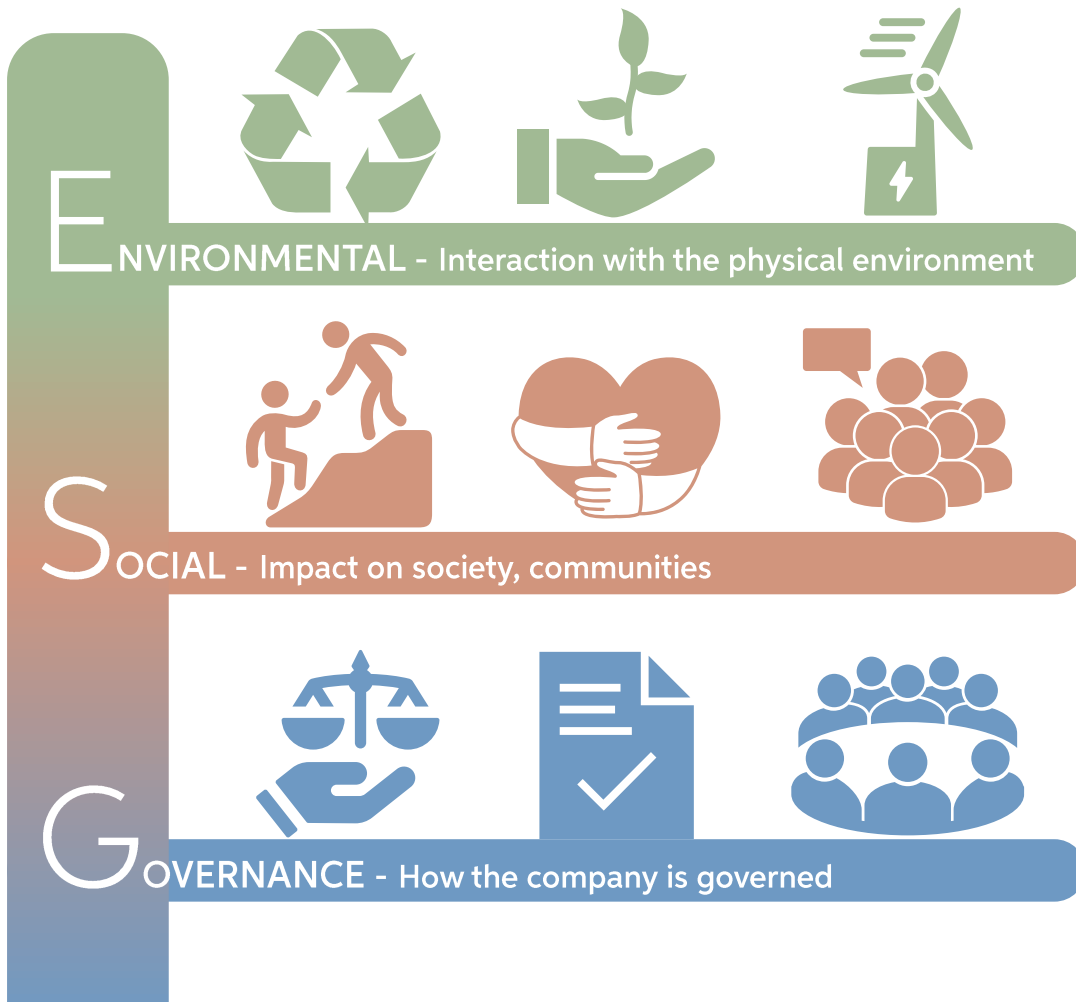 ENVIRONMENTAL - Interaction with the physical environment
SOCIAL - Impact on society, communities
GOVERNANCE - How the company is governed